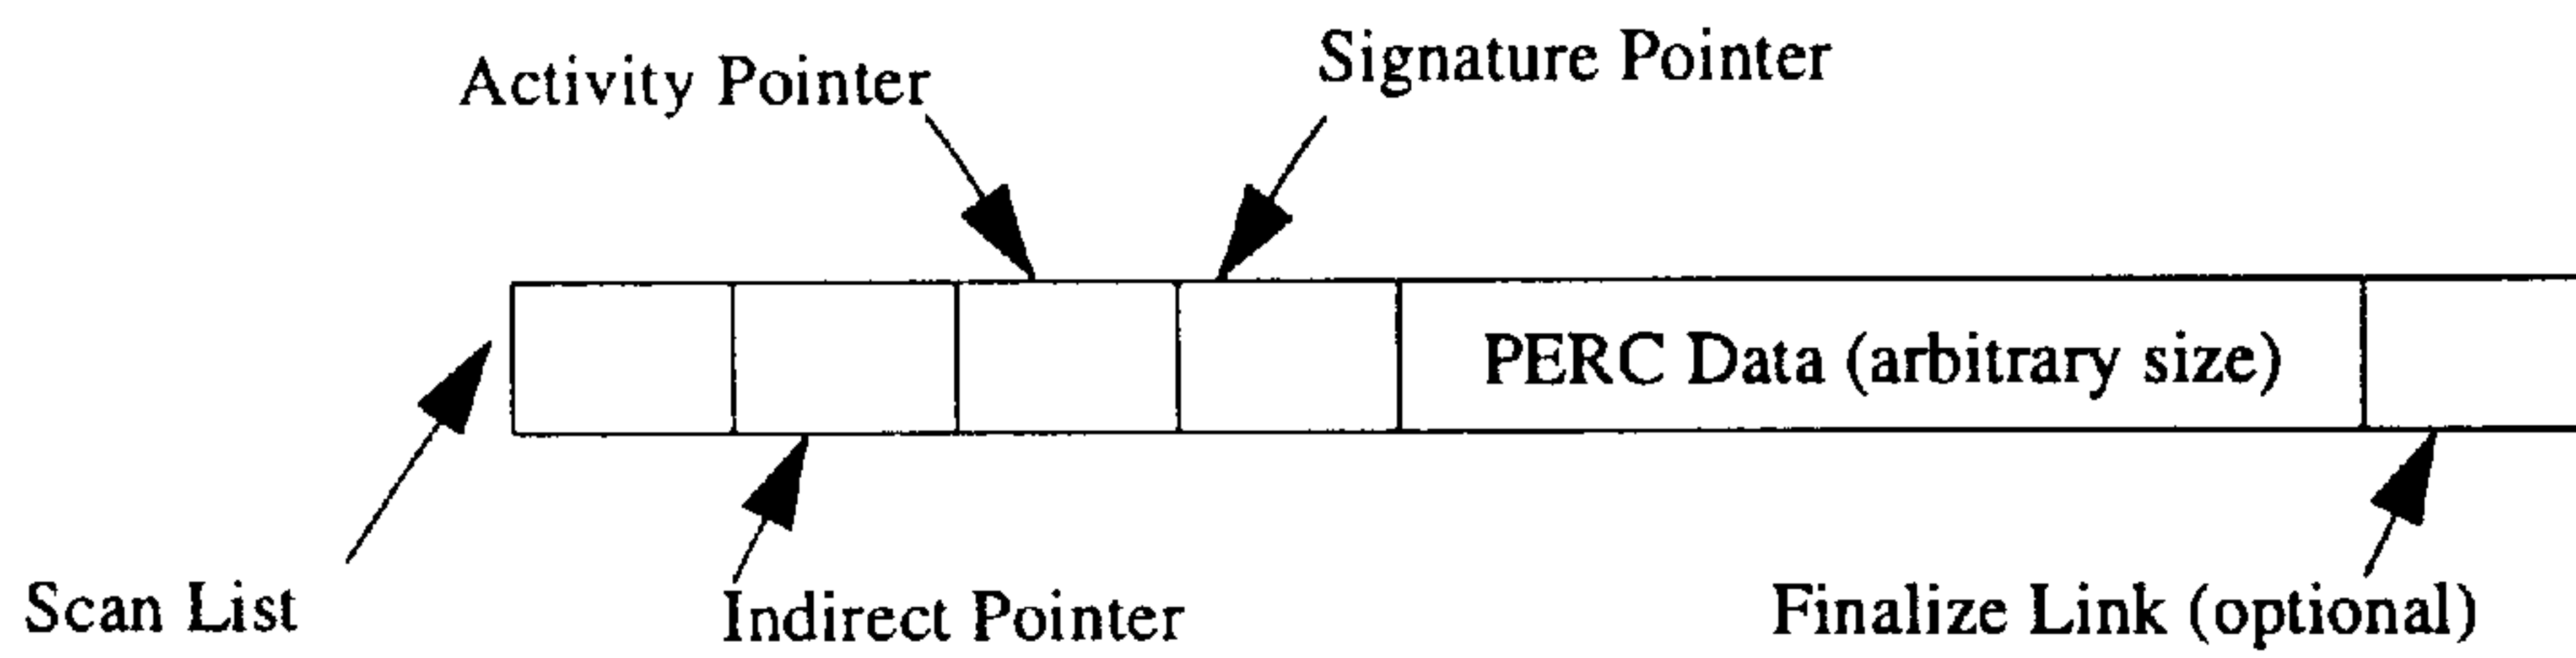 Signature Pointer
Activity Pointer
PERC Data (arbitrary size)
Scan List
Indirect Pointer
Finalize Link (optional)